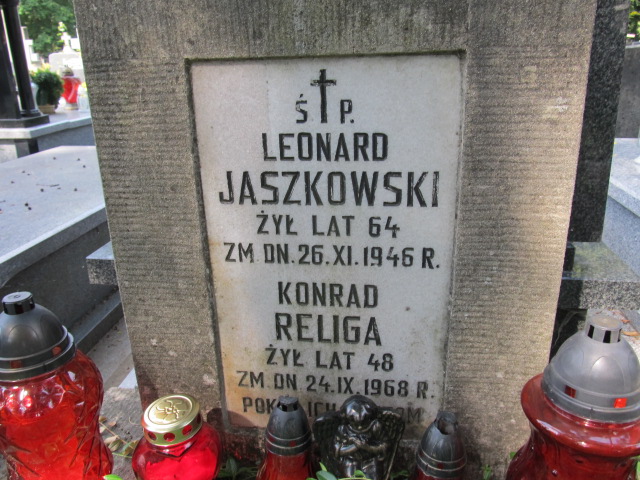 Ś P.
LEONARD
JASZKOWSKI
ŻYŁ LAT 64
ZM DN. 26.XI.1946 R.
KONRAD
RELIGA
ŻYŁ LAT 48
ZM DN. 24.IX.1968 R.